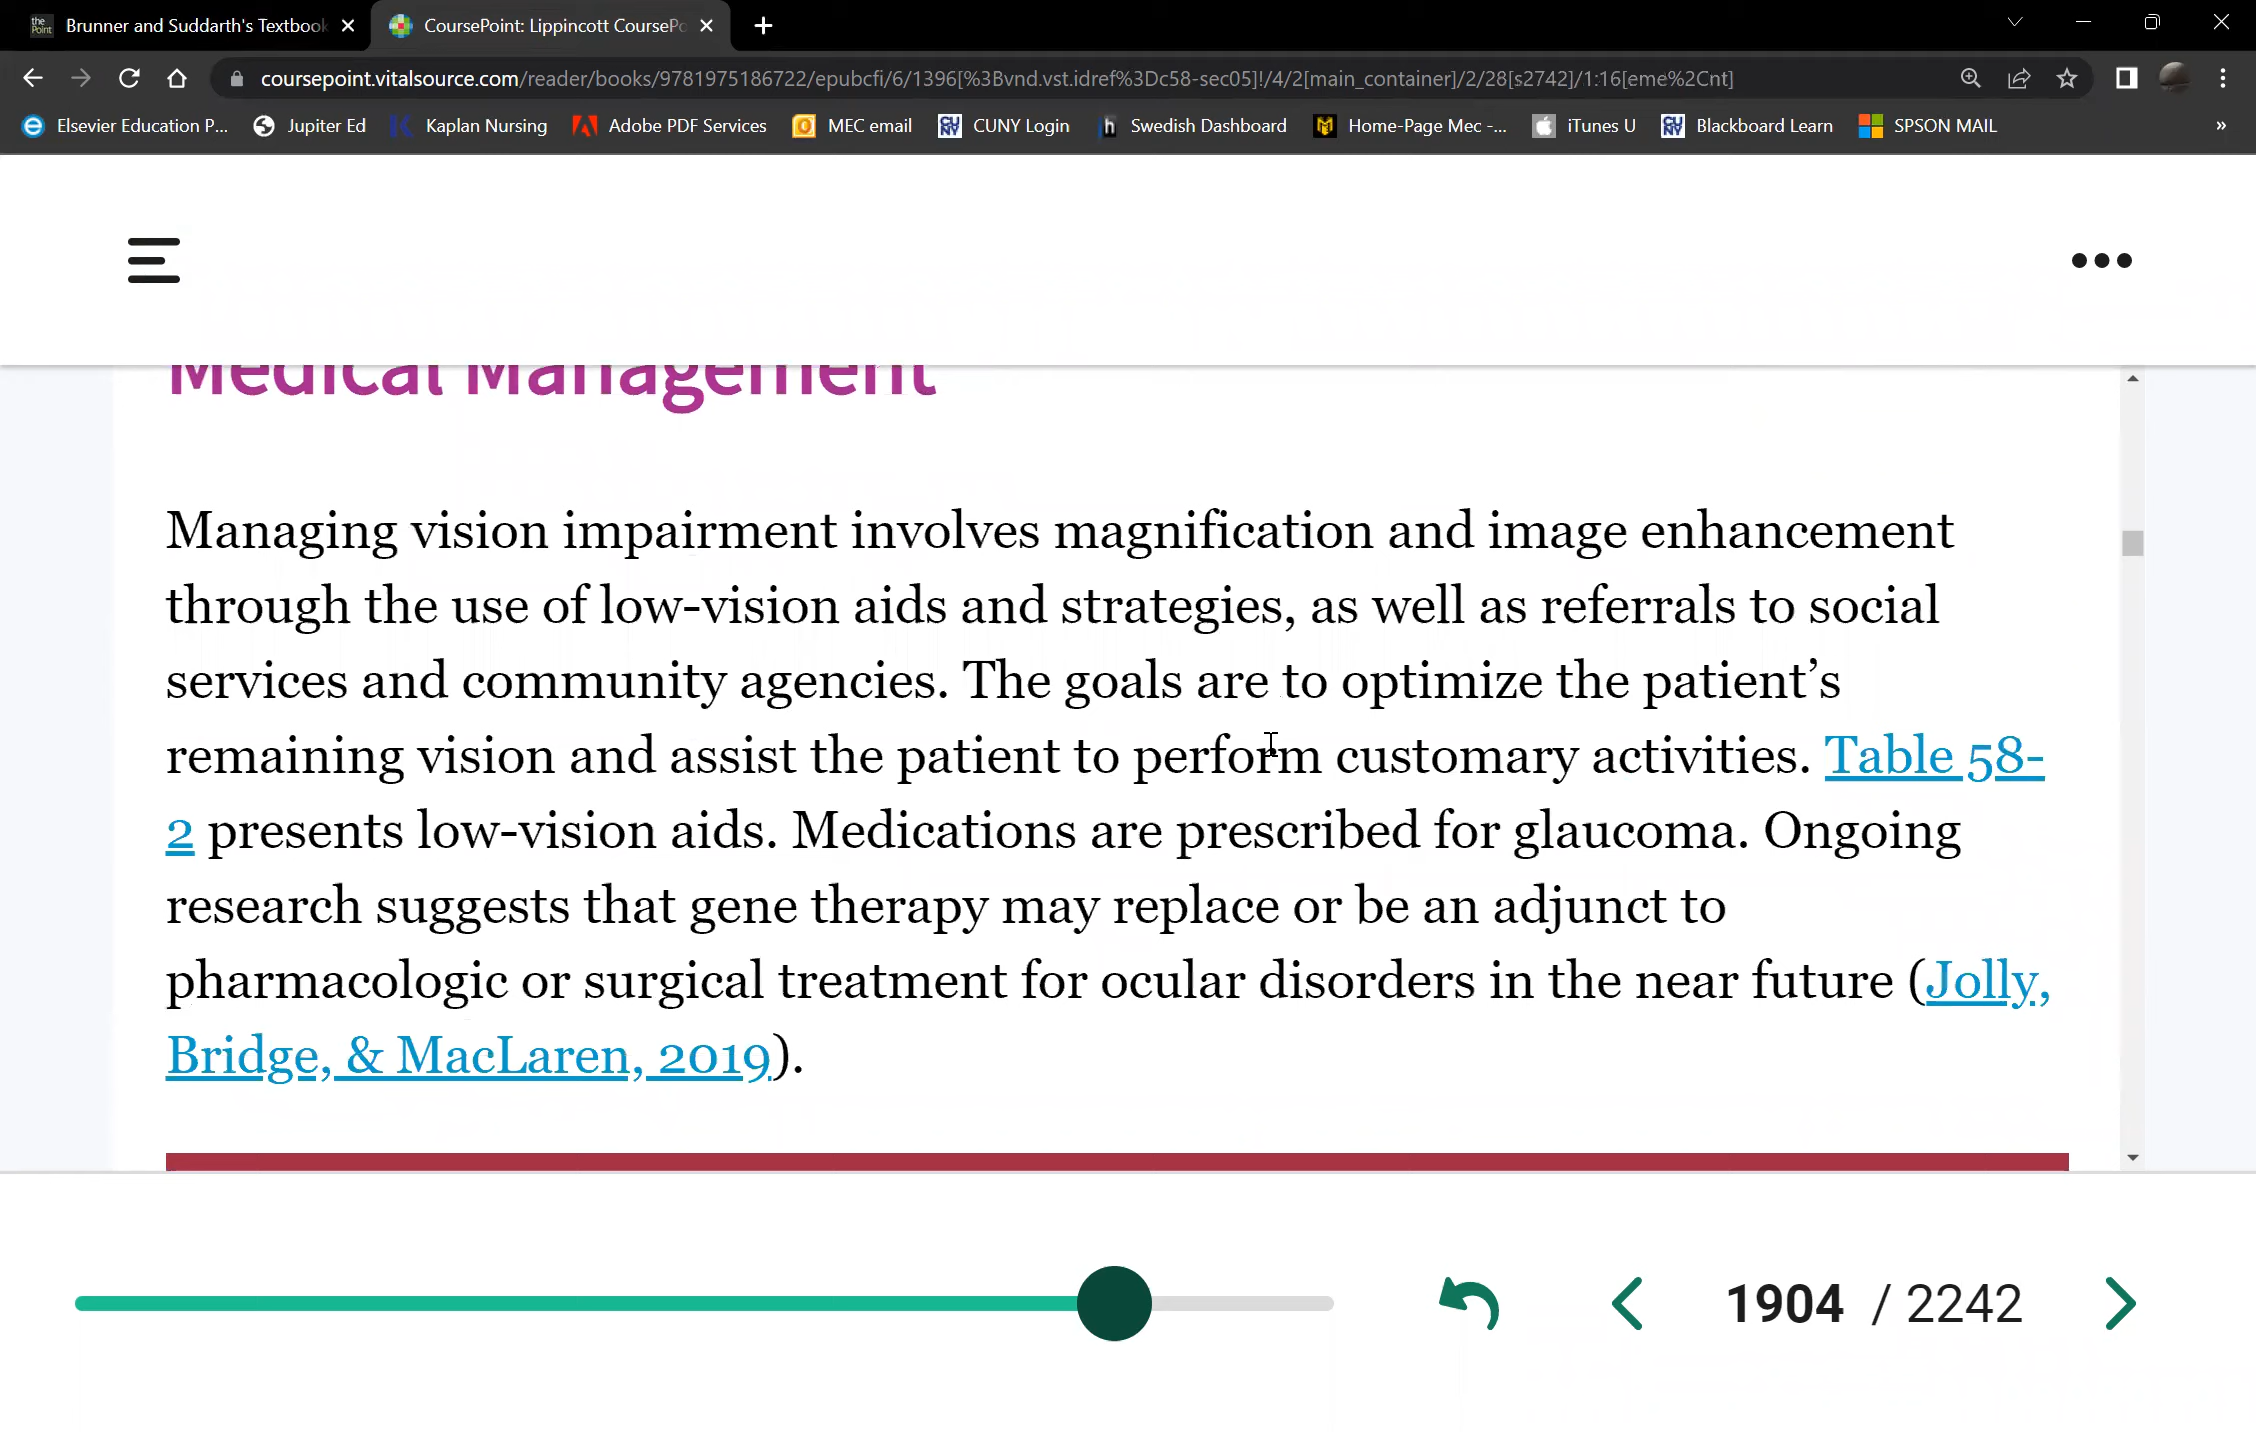 the Point
Brunner and Suddarth's Textbook
CoursePoint: Lippincott CoursePo
coursepoint.vitalsource.com/reader/books/9781975186722/epubcfi/6/1396[%3Bvnd.vst.idref%3Dc58-sec05]!/4/2[main_container]/2/28[s2742]/1:16[eme%2Cnt]
Elsevier Education P... Jupiter Ed Kaplan Nursing Adobe PDF Services MEC email CUNY Login Swedish Dashboard Home-Page Mec -... iTunes U Blackboard Learn SPSON MAIL »
Medical Management
Managing vision impairment involves magnification and image enhancement
through the use of low-vision aids and strategies, as well as referrals to social
services and community agencies. The goals are to optimize the patient’s
remaining vision and assist the patient to perform customary activities. Table 58-
2 presents low-vision aids. Medications are prescribed for glaucoma. Ongoing
research suggests that gene therapy may replace or be an adjunct to
pharmacologic or surgical treatment for ocular disorders in the near future (Jolly,
Bridge, & MacLaren, 2019).
1904 / 2242